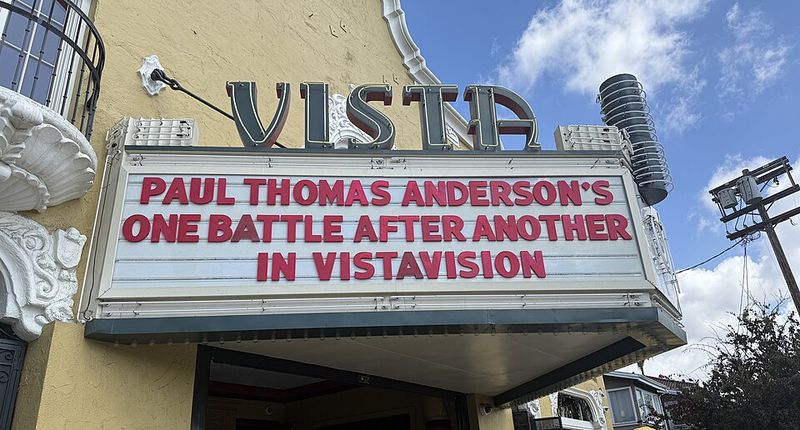 VISTA
PAUL THOMAS ANDERSON'S
ONE BATTLE AFTER ANOTHER
IN VISTAVISION